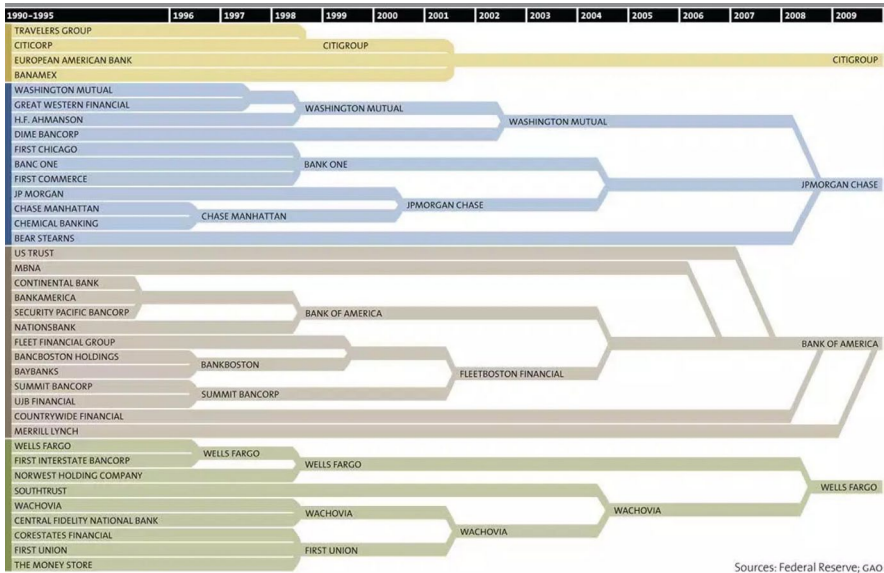 1990–1995 1996 1997 1998 1999 2000 2001 2002 2003 2004 2005 2006 2007 2008 2009
TRAVELERS GROUP
CITICORP CITIGROUP
EUROPEAN AMERICAN BANK CITIGROUP
BANAMEX
WASHINGTON MUTUAL
GREAT WESTERN FINANCIAL WASHINGTON MUTUAL
H.F. AHMANSON WASHINGTON MUTUAL
DIME BANCORP
FIRST CHICAGO
BANC ONE BANK ONE
FIRST COMMERCE JPMORGAN CHASE
JP MORGAN JPMORGAN CHASE
CHASE MANHATTAN CHASE MANHATTAN
CHEMICAL BANKING
BEAR STEARNS
US TRUST
MBNA
CONTINENTAL BANK
BANKAMERICA
SECURITY PACIFIC BANCORP BANK OF AMERICA
NATIONSBANK
FLEET FINANCIAL GROUP BANK OF AMERICA
BANCBOSTON HOLDINGS BANKBOSTON
BAYBANKS FLEETBOSTON FINANCIAL
SUMMIT BANCORP SUMMIT BANCORP
UJB FINANCIAL
COUNTRYWIDE FINANCIAL
MERRILL LYNCH
WELLS FARGO WELLS FARGO
FIRST INTERSTATE BANCORP WELLS FARGO
NORWEST HOLDING COMPANY
SOUTHTRUST WELLS FARGO
WACHOVIA WACHOVIA WACHOVIA
CENTRAL FIDELITY NATIONAL BANK
CORESTATES FINANCIAL WACHOVIA
FIRST UNION FIRST UNION
THE MONEY STORE
Sources: Federal Reserve; GAO